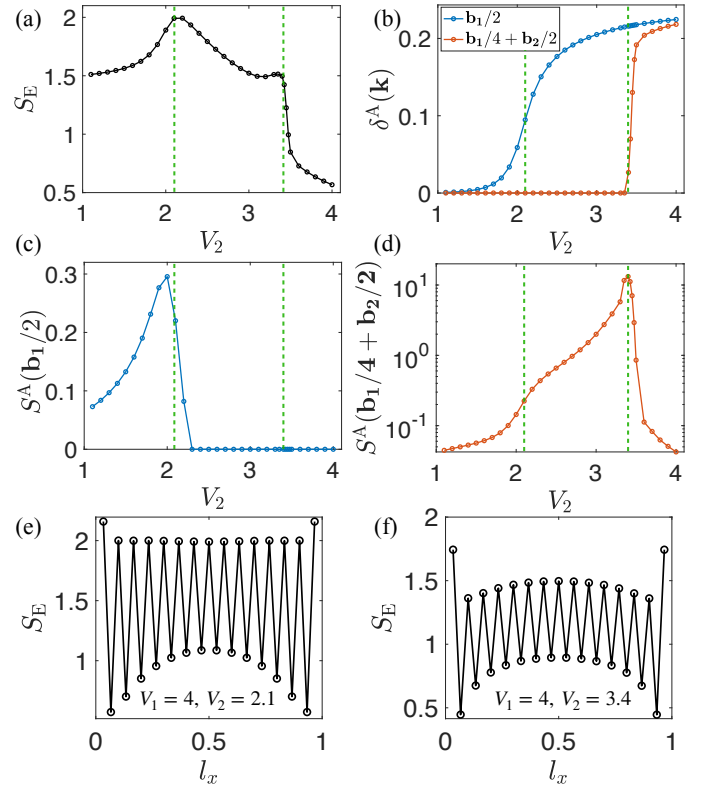 (a)
2
1.5
1
0.5
S_E
1 2 3 4
V_2
(b)
b_1/2
b_1/4 + b_2/2
0.2
0.1
0
δ^A(k)
1 2 3 4
V_2
(c)
0.3
0.2
0.1
0
S^A(b_1/2)
1 2 3 4
V_2
(d)
10^1
10^0
10^-1
S^A(b_1/4 + b_2/2)
1 2 3 4
V_2
(e)
2
1
S_E
V_1 = 4, V_2 = 2.1
0 0.5 1
l_x
(f)
2
1.5
1
0.5
S_E
V_1 = 4, V_2 = 3.4
0 0.5 1
l_x